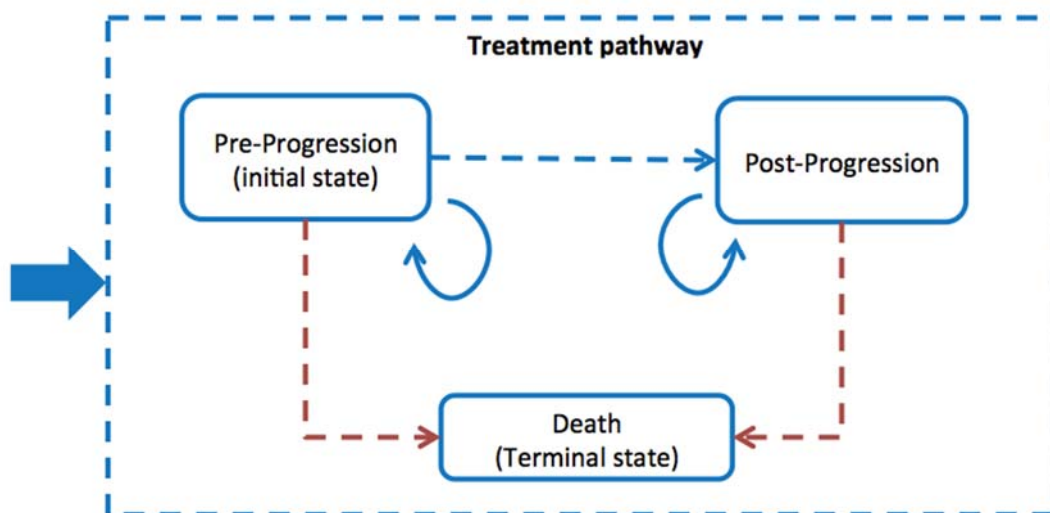 Treatment pathway
Pre-Progression
(initial state)
Post-Progression
Death
(Terminal state)